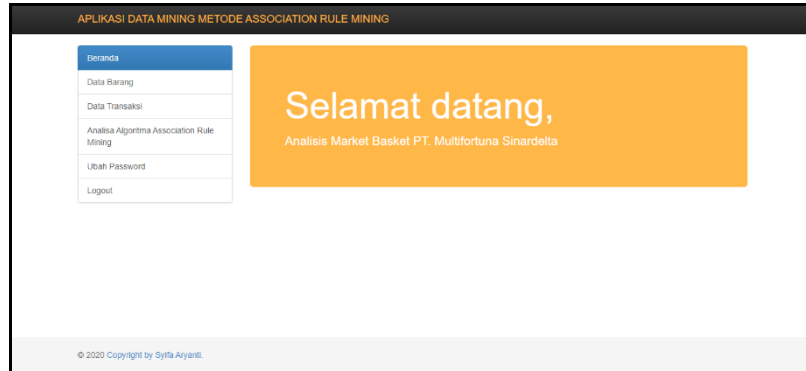 APLIKASI DATA MINING METODE ASSOCIATION RULE MINING
Beranda
Data Barang
Data Transaksi
Analisa Algoritma Association Rule
Mining
Ubah Password
Logout
Selamat datang,
Analisis Market Basket PT. Multifortuna Sinardelta
© 2020 Copyright by Sylfa Aryanti.